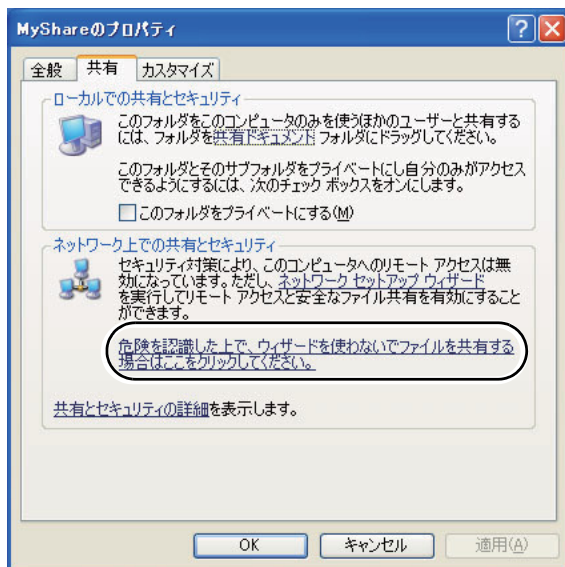 MyShareのプロパティ
全般 共有 カスタマイズ
ローカルでの共有とセキュリティ
このフォルダをこのコンピュータのみを使うほかのユーザーと共有する
には、フォルダを共有ドキュメント フォルダにドラッグしてください。
このフォルダとそのサブフォルダをプライベートにし自分のみがアクセス
できるようにするには、次のチェック ボックスをオンにします。
このフォルダをプライベートにする(M)
ネットワーク上での共有とセキュリティ
セキュリティ対策により、このコンピュータへのリモート アクセスは無
効になっています。ただし、ネットワーク セットアップ ウィザード
を実行してリモート アクセスと安全なファイル共有を有効にすること
ができます。
危険を認識した上で、ウィザードを使わないでファイルを共有する
場合はここをクリックしてください。
共有とセキュリティの詳細を表示します。
OK キャンセル 適用(A)